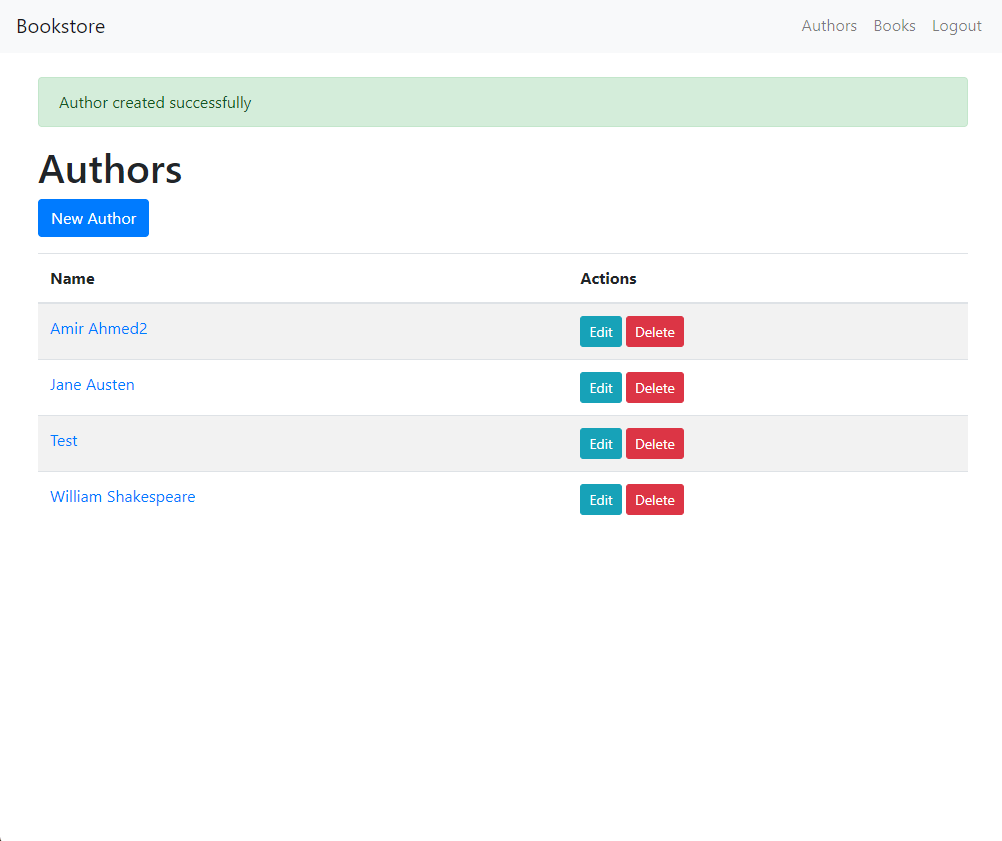 Bookstore Authors Books Logout
Author created successfully
Authors
New Author
Name Actions
Amir Ahmed2 Edit Delete
Jane Austen Edit Delete
Test Edit Delete
William Shakespeare Edit Delete